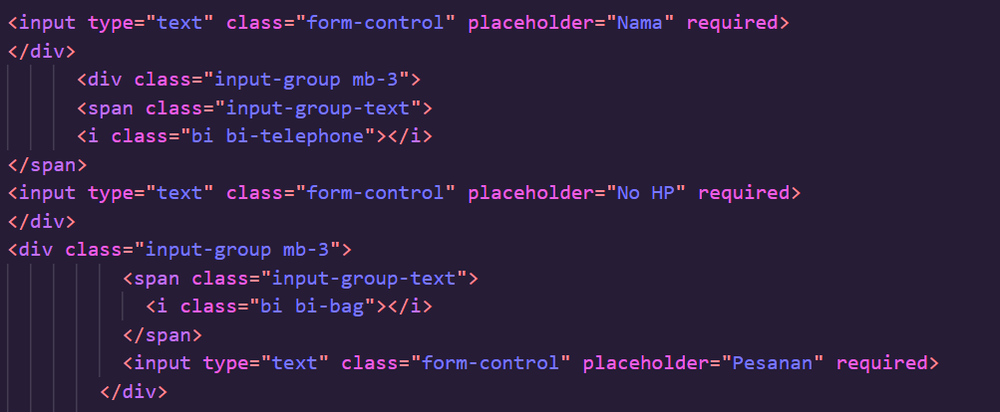 <input type="text" class="form-control" placeholder="Nama" required>
</div>
<div class="input-group mb-3">
<span class="input-group-text">
<i class="bi bi-telephone"></i>
</span>
<input type="text" class="form-control" placeholder="No HP" required>
</div>
<div class="input-group mb-3">
<span class="input-group-text">
<i class="bi bi-bag"></i>
</span>
<input type="text" class="form-control" placeholder="Pesanan" required>
</div>